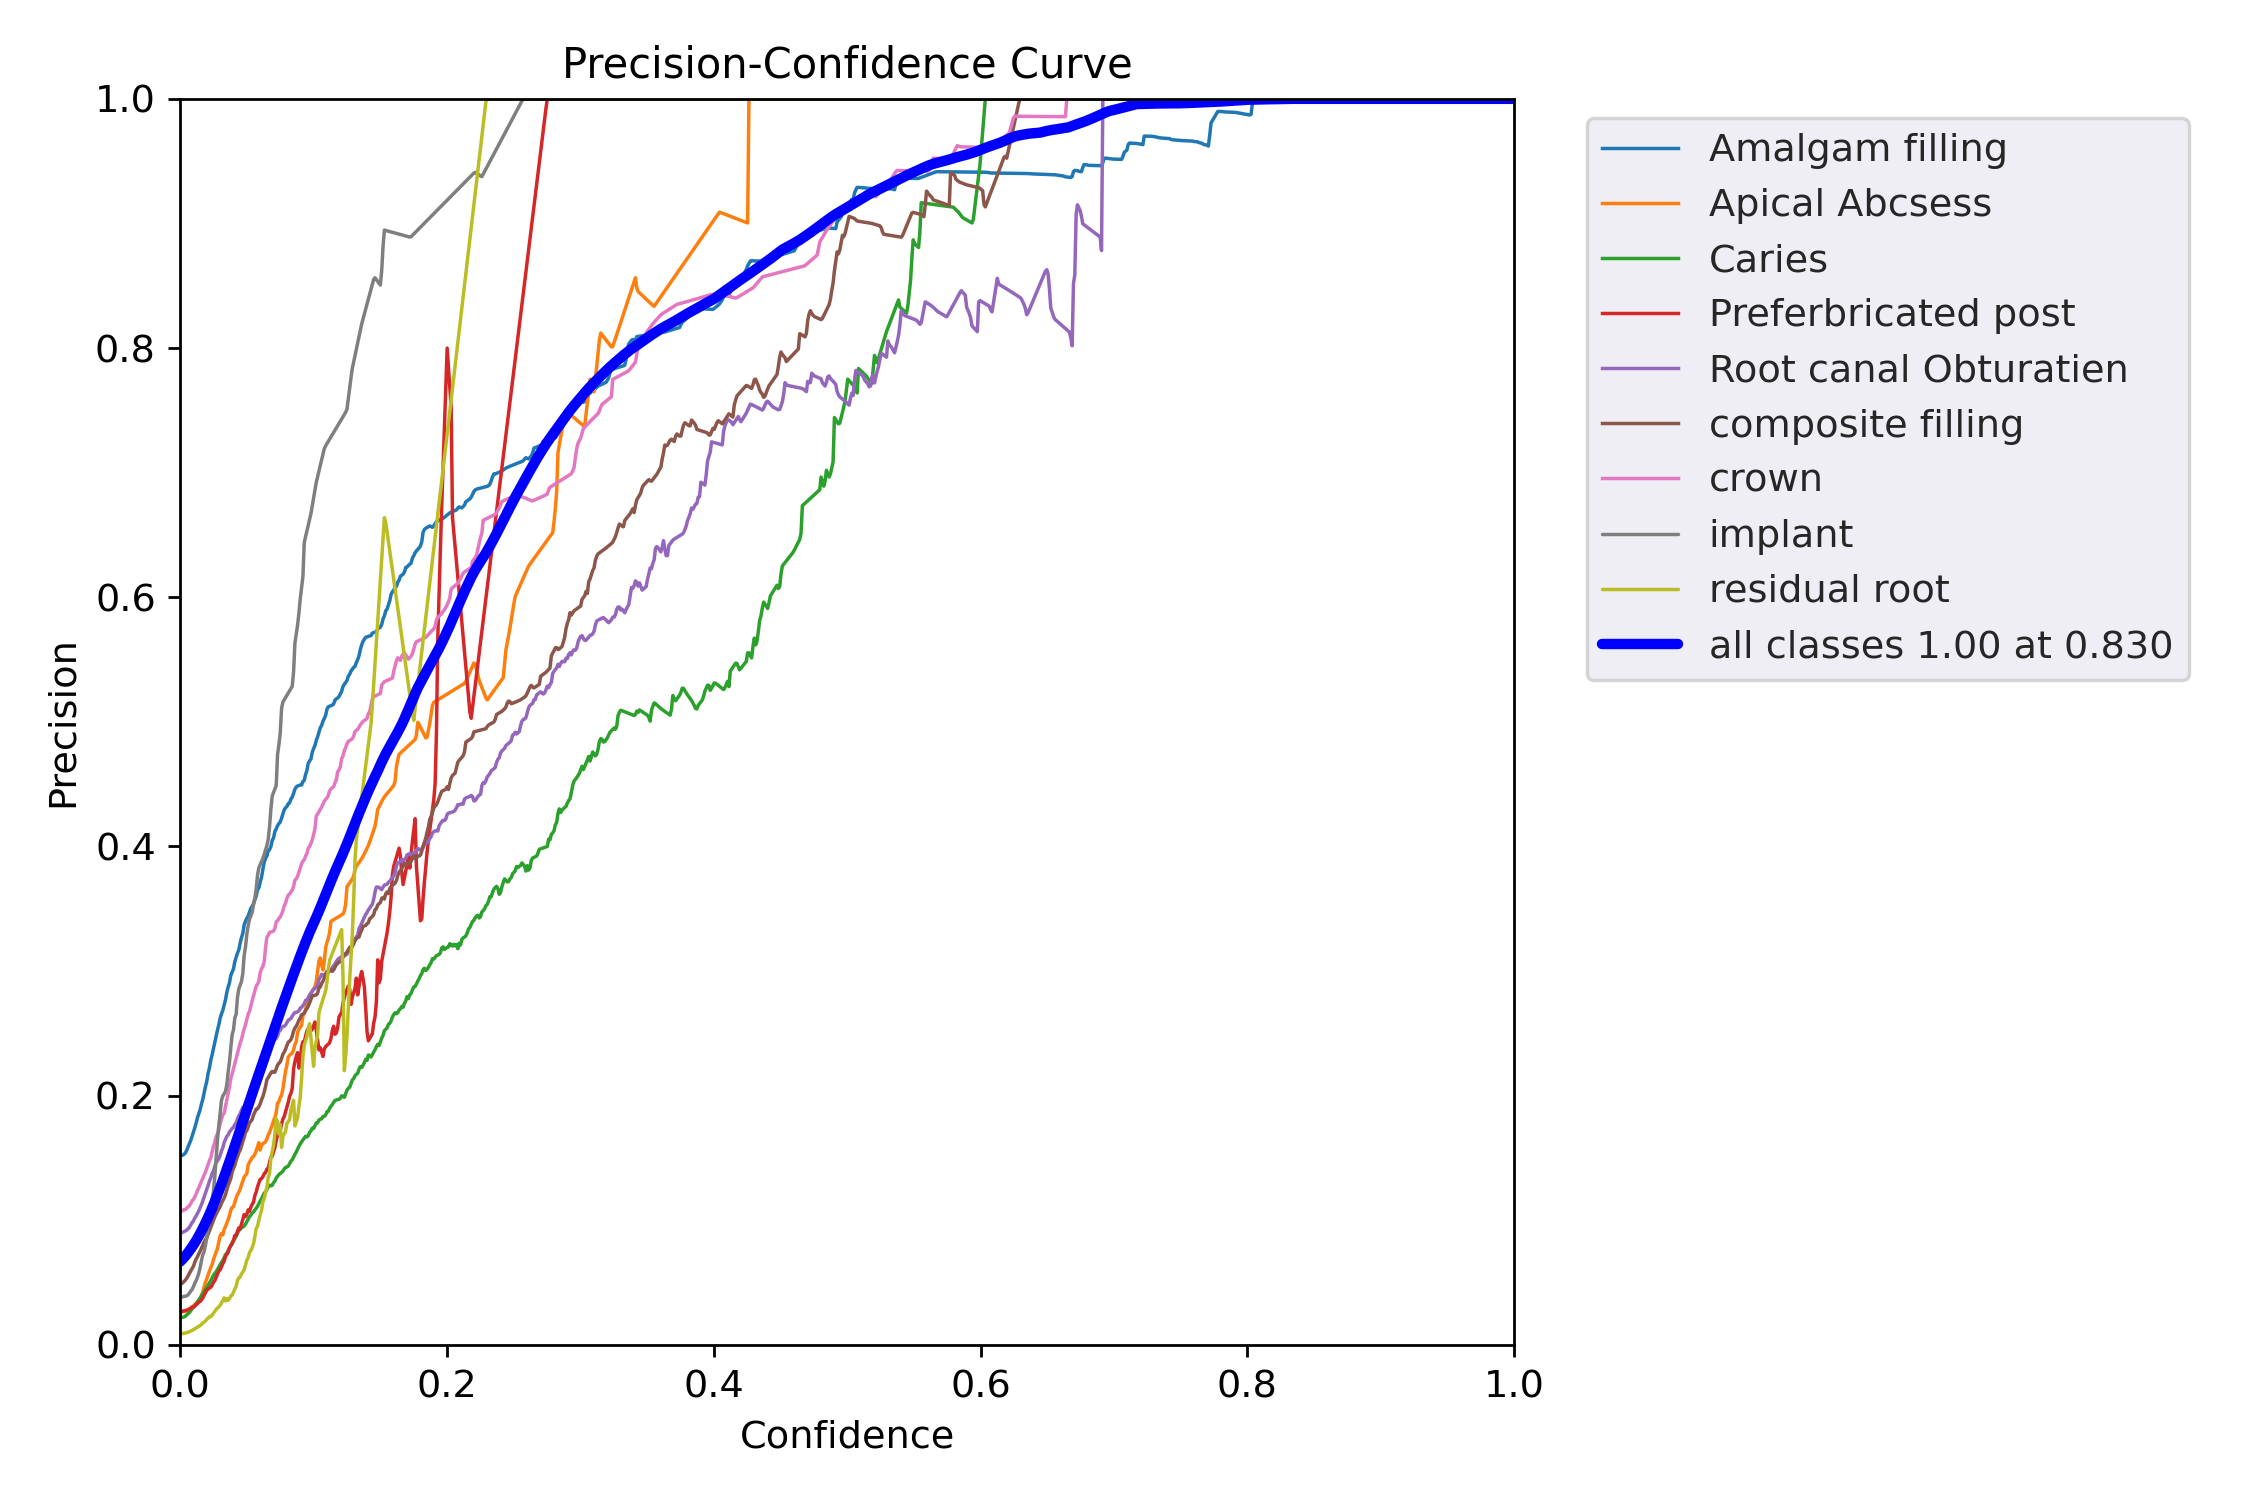 Precision-Confidence Curve
1.0
0.8
0.6
0.4
0.2
0.0
Precision
0.0 0.2 0.4 0.6 0.8 1.0
Confidence
Amalgam filling
Apical Abcsess
Caries
Preferbricated post
Root canal Obturatien
composite filling
crown
implant
residual root
all classes 1.00 at 0.830